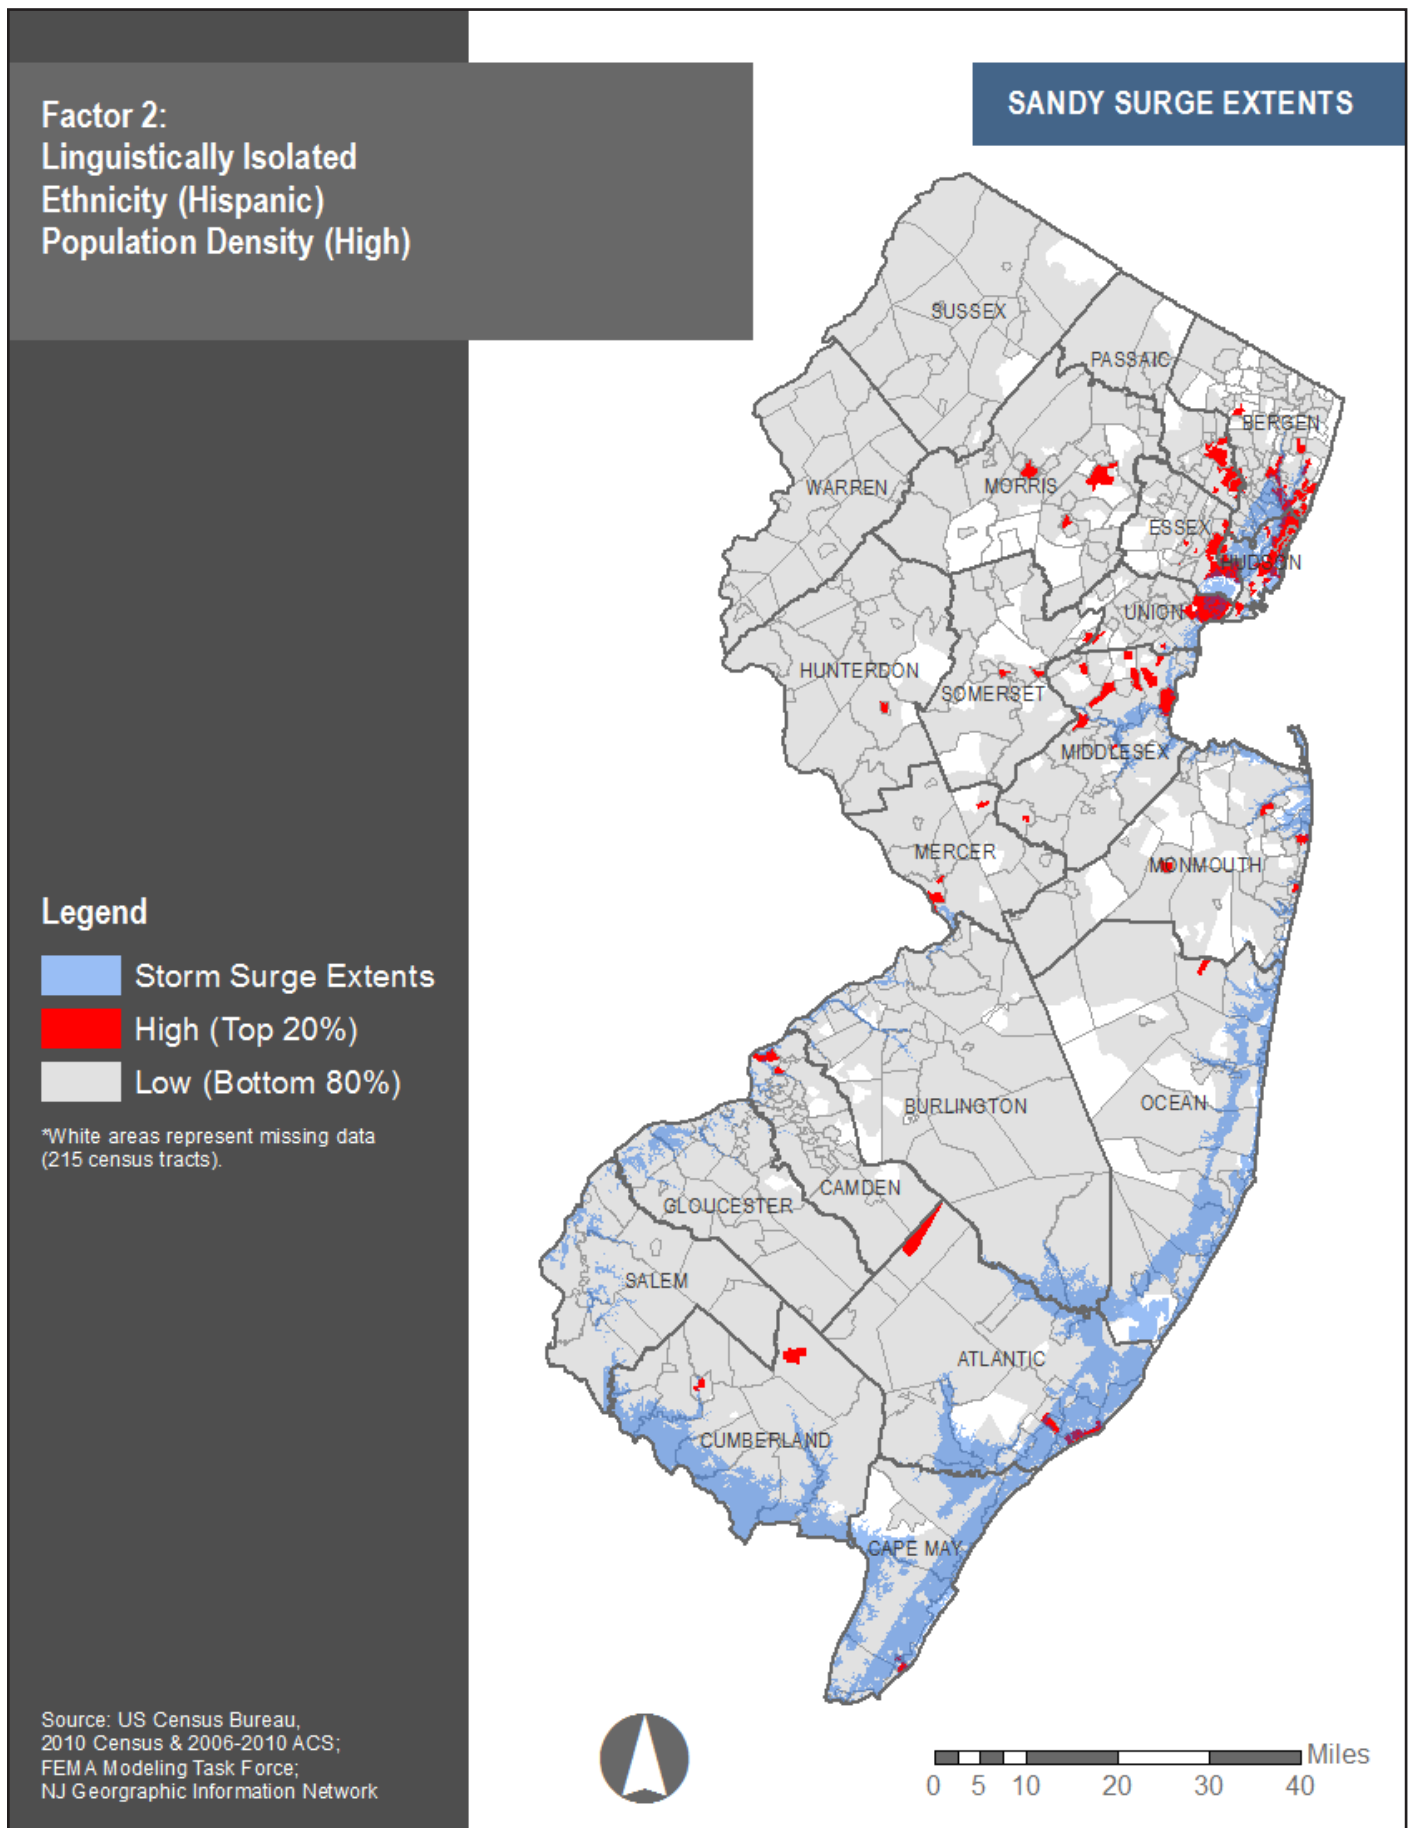 Factor 2:
Linguistically Isolated
Ethnicity (Hispanic)
Population Density (High)
SANDY SURGE EXTENTS
SUSSEX
PASSAIC
BERGEN
WARREN
MORRIS
ESSEX
HUDSON
UNION
HUNTERDON
SOMERSET
MIDDLESEX
MERCER
MONMOUTH
OCEAN
BURLINGTON
CAMDEN
GLOUCESTER
SALEM
ATLANTIC
CUMBERLAND
CAPE MAY
Legend
Storm Surge Extents
High (Top 20%)
Low (Bottom 80%)
*White areas represent missing data
(215 census tracts).
Source: US Census Bureau,
2010 Census & 2006-2010 ACS;
FEMA Modeling Task Force;
NJ Georgraphic Information Network
Miles
0 5 10 20 30 40